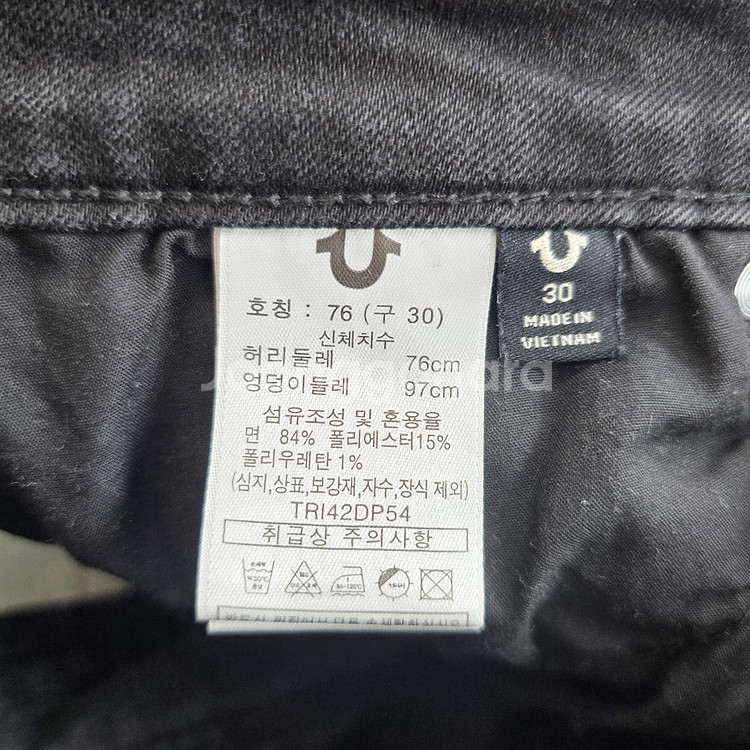 호칭 : 76 (구 30)
신체치수
허리둘레 76cm
엉덩이들레 97cm
섬유조성 및 혼용율
면 84% 폴리에스터15%
폴리우레탄 1%
(심지,상표,보강재,자수,장식 제외)
TRI42DP54
취급상 주의사항
30
MADE IN
VIETNAM